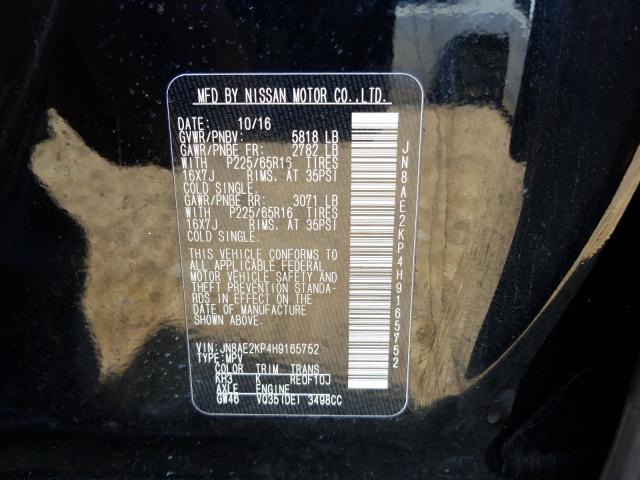 MFD BY NISSAN MOTOR CO.,LTD.
DATE: 10/16
GVWR/PNBV: 5818 LB
GAWR/PNBE FR: 2782 LB
WITH P225/65R16 TIRES
16X7J RIMS. AT 35PSI
COLD SINGLE.
GAWR/PNBE RR: 3071 LB
WITH P225/65R16 TIRES
16X7J RIMS. AT 35PSI
COLD SINGLE.
THIS VEHICLE CONFORMS TO
ALL APPLICABLE FEDERAL
MOTOR VEHICLE SAFETY AND
THEFT PREVENTION STANDA-
RDS IN EFFECT ON THE
DATE OF MANUFACTURE
SHOWN ABOVE.
VIN: JN8AE2KP4H9165752
TYPE: MPV
COLOR TRIM TRANS
KH3 K RE0F10J
AXLE ENGINE
GW46 VQ35(DE) 3498CC
JN8AE2KP4H9165752